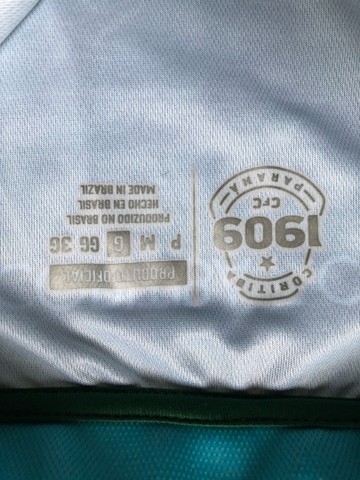 PRODUTO OFICIAL
P M G GG 3G
PRODUZIDO NO BRASIL
HECHO EN BRASIL
MADE IN BRAZIL
CORITIBA
1909
CFC
PARANÁ